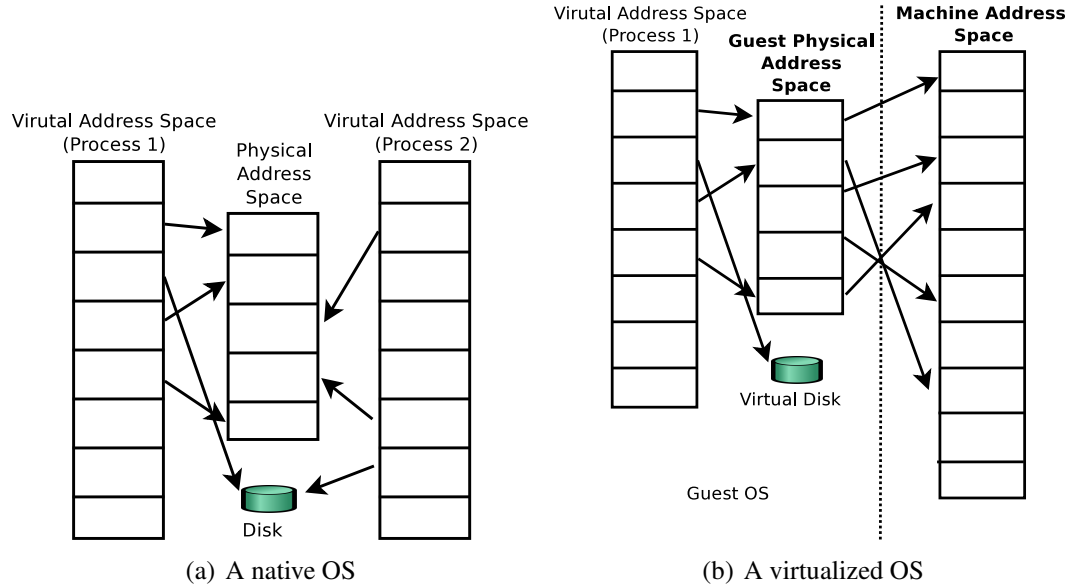 Virutal Address Space
(Process 1)
Physical
Address
Space
Virutal Address Space
(Process 2)
Disk
(a) A native OS
Virutal Address Space
(Process 1)
Guest Physical
Address
Space
Machine Address
Space
Virtual Disk
Guest OS
(b) A virtualized OS